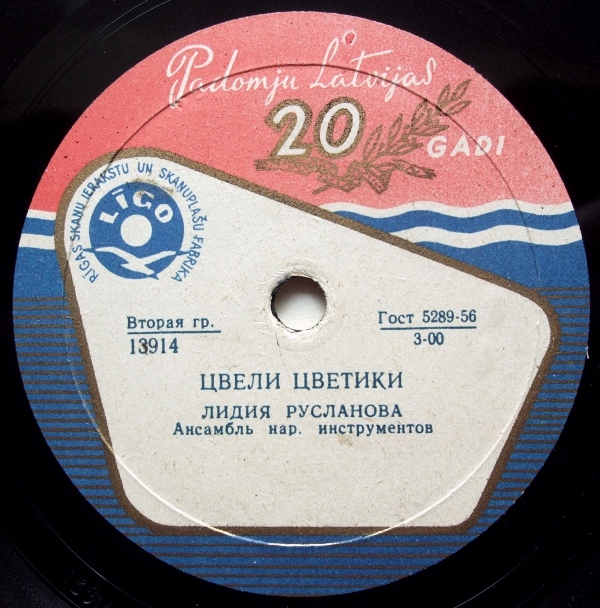 Padomju Latvijas
20
GADI
RĪGAS SKAŅU IERAKSTU UN SKAŅUPLAŠU FABRIKA
LĪGO
Вторая гр.
13914
Гост 5289-56
3-00
ЦВЕЛИ ЦВЕТИКИ
ЛИДИЯ РУСЛАНОВА
Ансамбль нар. инструментов